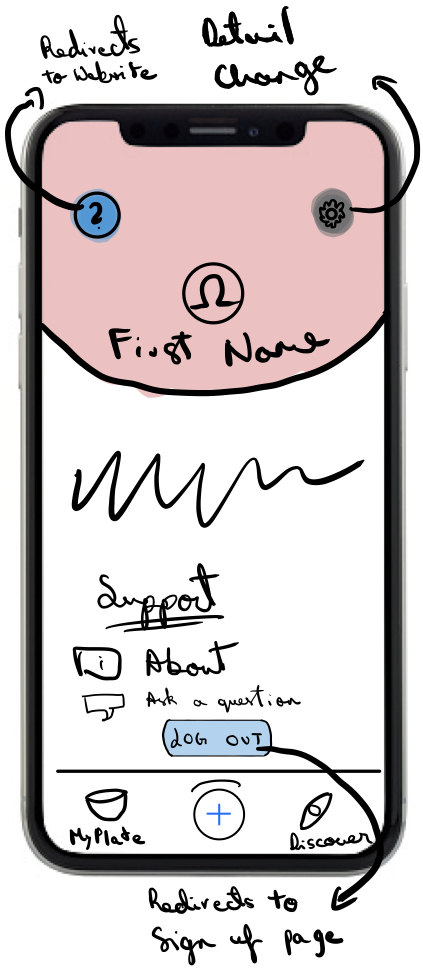 Redirects
to Website
Detail
Change
?
First Name
Support
i About
Ask a question
LOG OUT
+
MyPlate
Discover
Redirects to
Sign up page